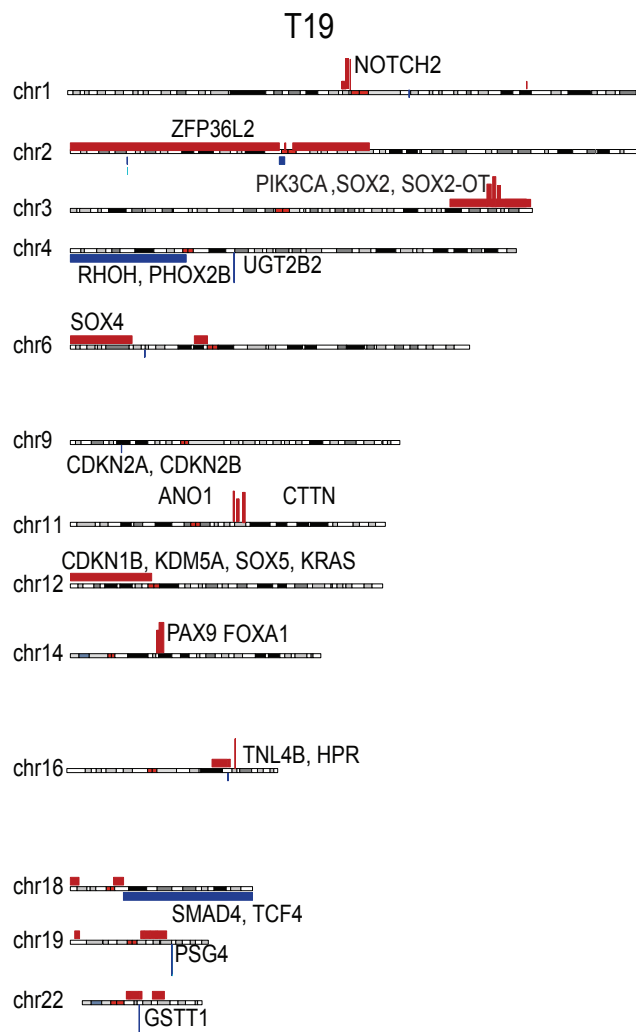 T19
NOTCH2
chr1
ZFP36L2
chr2
PIK3CA ,SOX2, SOX2-OT
chr3
chr4
RHOH, PHOX2B
UGT2B2
SOX4
chr6
chr9
CDKN2A, CDKN2B
ANO1 CTTN
chr11
CDKN1B, KDM5A, SOX5, KRAS
chr12
PAX9 FOXA1
chr14
TNL4B, HPR
chr16
chr18
SMAD4, TCF4
chr19
PSG4
chr22
GSTT1